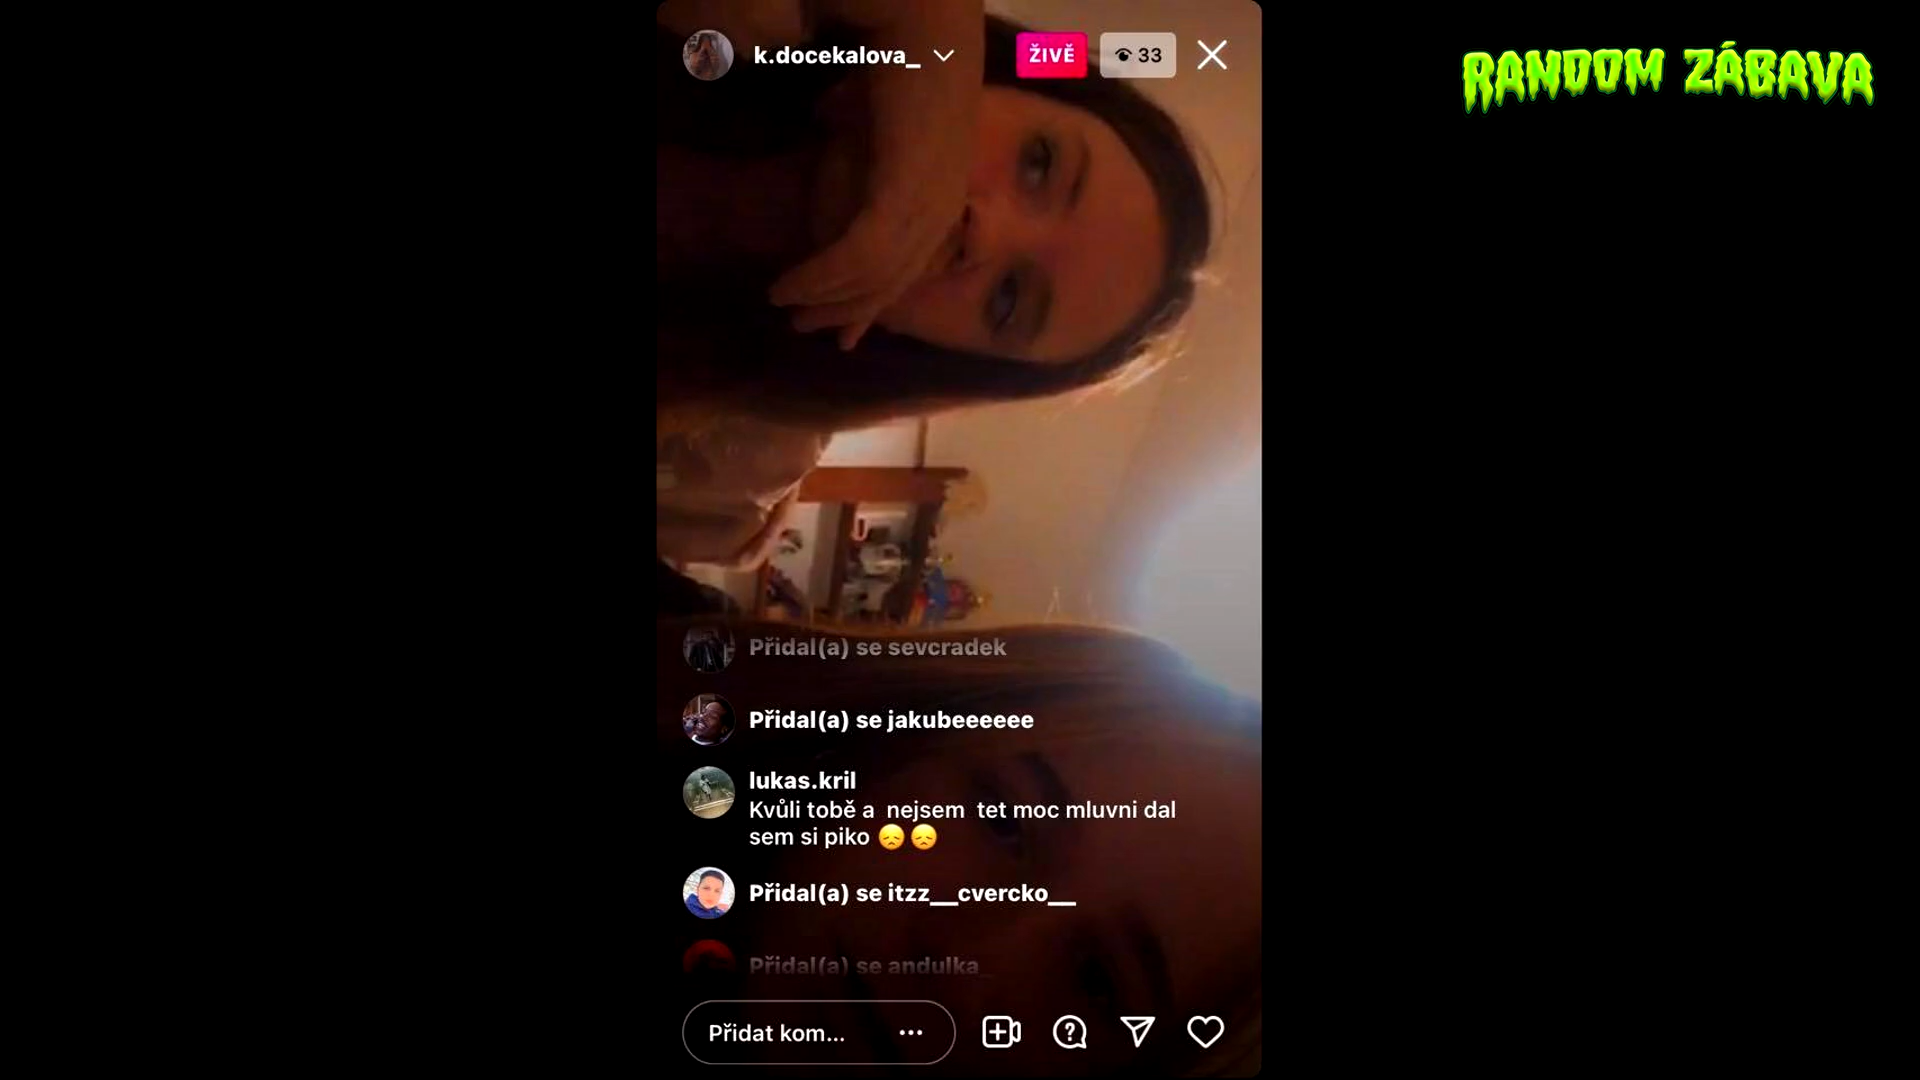 k.docekalova_
ŽIVĚ
33
RANDOM ZÁBAVA
Přidal(a) se sevcradek
Přidal(a) se jakubeeeeee
lukas.kril
Kvůli tobě a nejsem tet moc mluvni dal
sem si piko 😞😞
Přidal(a) se itzz__cvercko__
Přidal(a) se andulka_
Přidat kom...